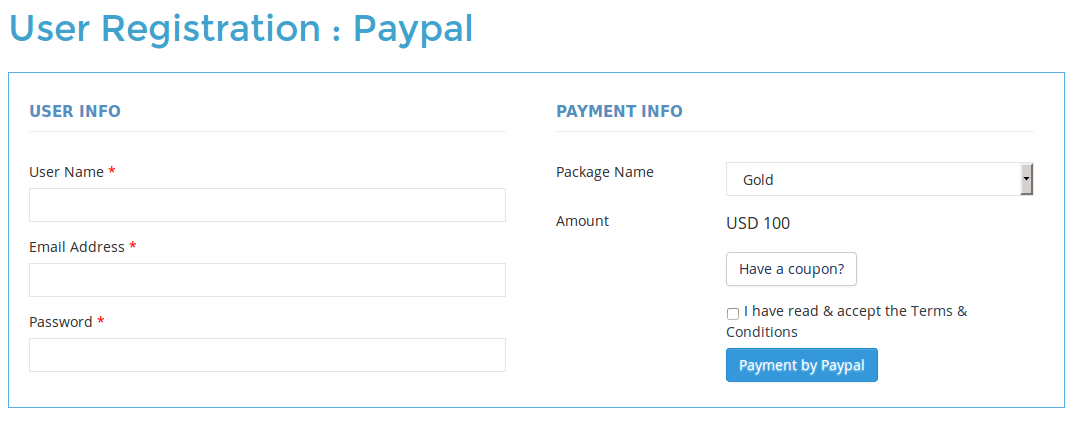 User Registration : Paypal
USER INFO
User Name *
Email Address *
Password *
PAYMENT INFO
Package Name
Gold
Amount
USD 100
Have a coupon?
I have read & accept the Terms &
Conditions
Payment by Paypal